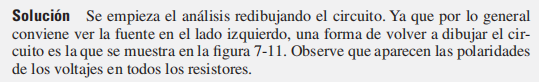 Solución Se empieza el análisis redibujando el circuito. Ya que por lo general
conviene ver la fuente en el lado izquierdo, una forma de volver a dibujar el cir-
cuito es la que se muestra en la figura 7-11. Observe que aparecen las polaridades
de los voltajes en todos los resistores.